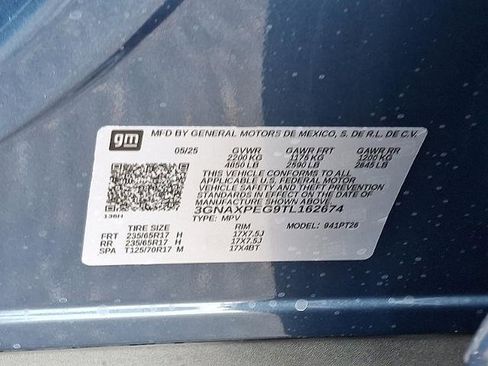 gm
MFD BY GENERAL MOTORS DE MEXICO, S. DE R.L. DE C.V.
05/25 GVWR GAWR FRT GAWR RR
2200 KG 1175 KG 1200 KG
4850 LB 2590 LB 2645 LB
THIS VEHICLE CONFORMS TO ALL
APPLICABLE U.S. FEDERAL MOTOR
VEHICLE SAFETY AND THEFT PREVENTION
STANDARDS IN EFFECT ON THE DATE
OF MANUFACTURE SHOWN ABOVE.
3GNAXPEG9TL162674
TYPE: MPV MODEL: 941PT26
136H
TIRE SIZE RIM
FRT 235/65R17 H 17X7.5J
RR 235/65R17 H 17X7.5J
SPA T125/70R17 M 17X4BT